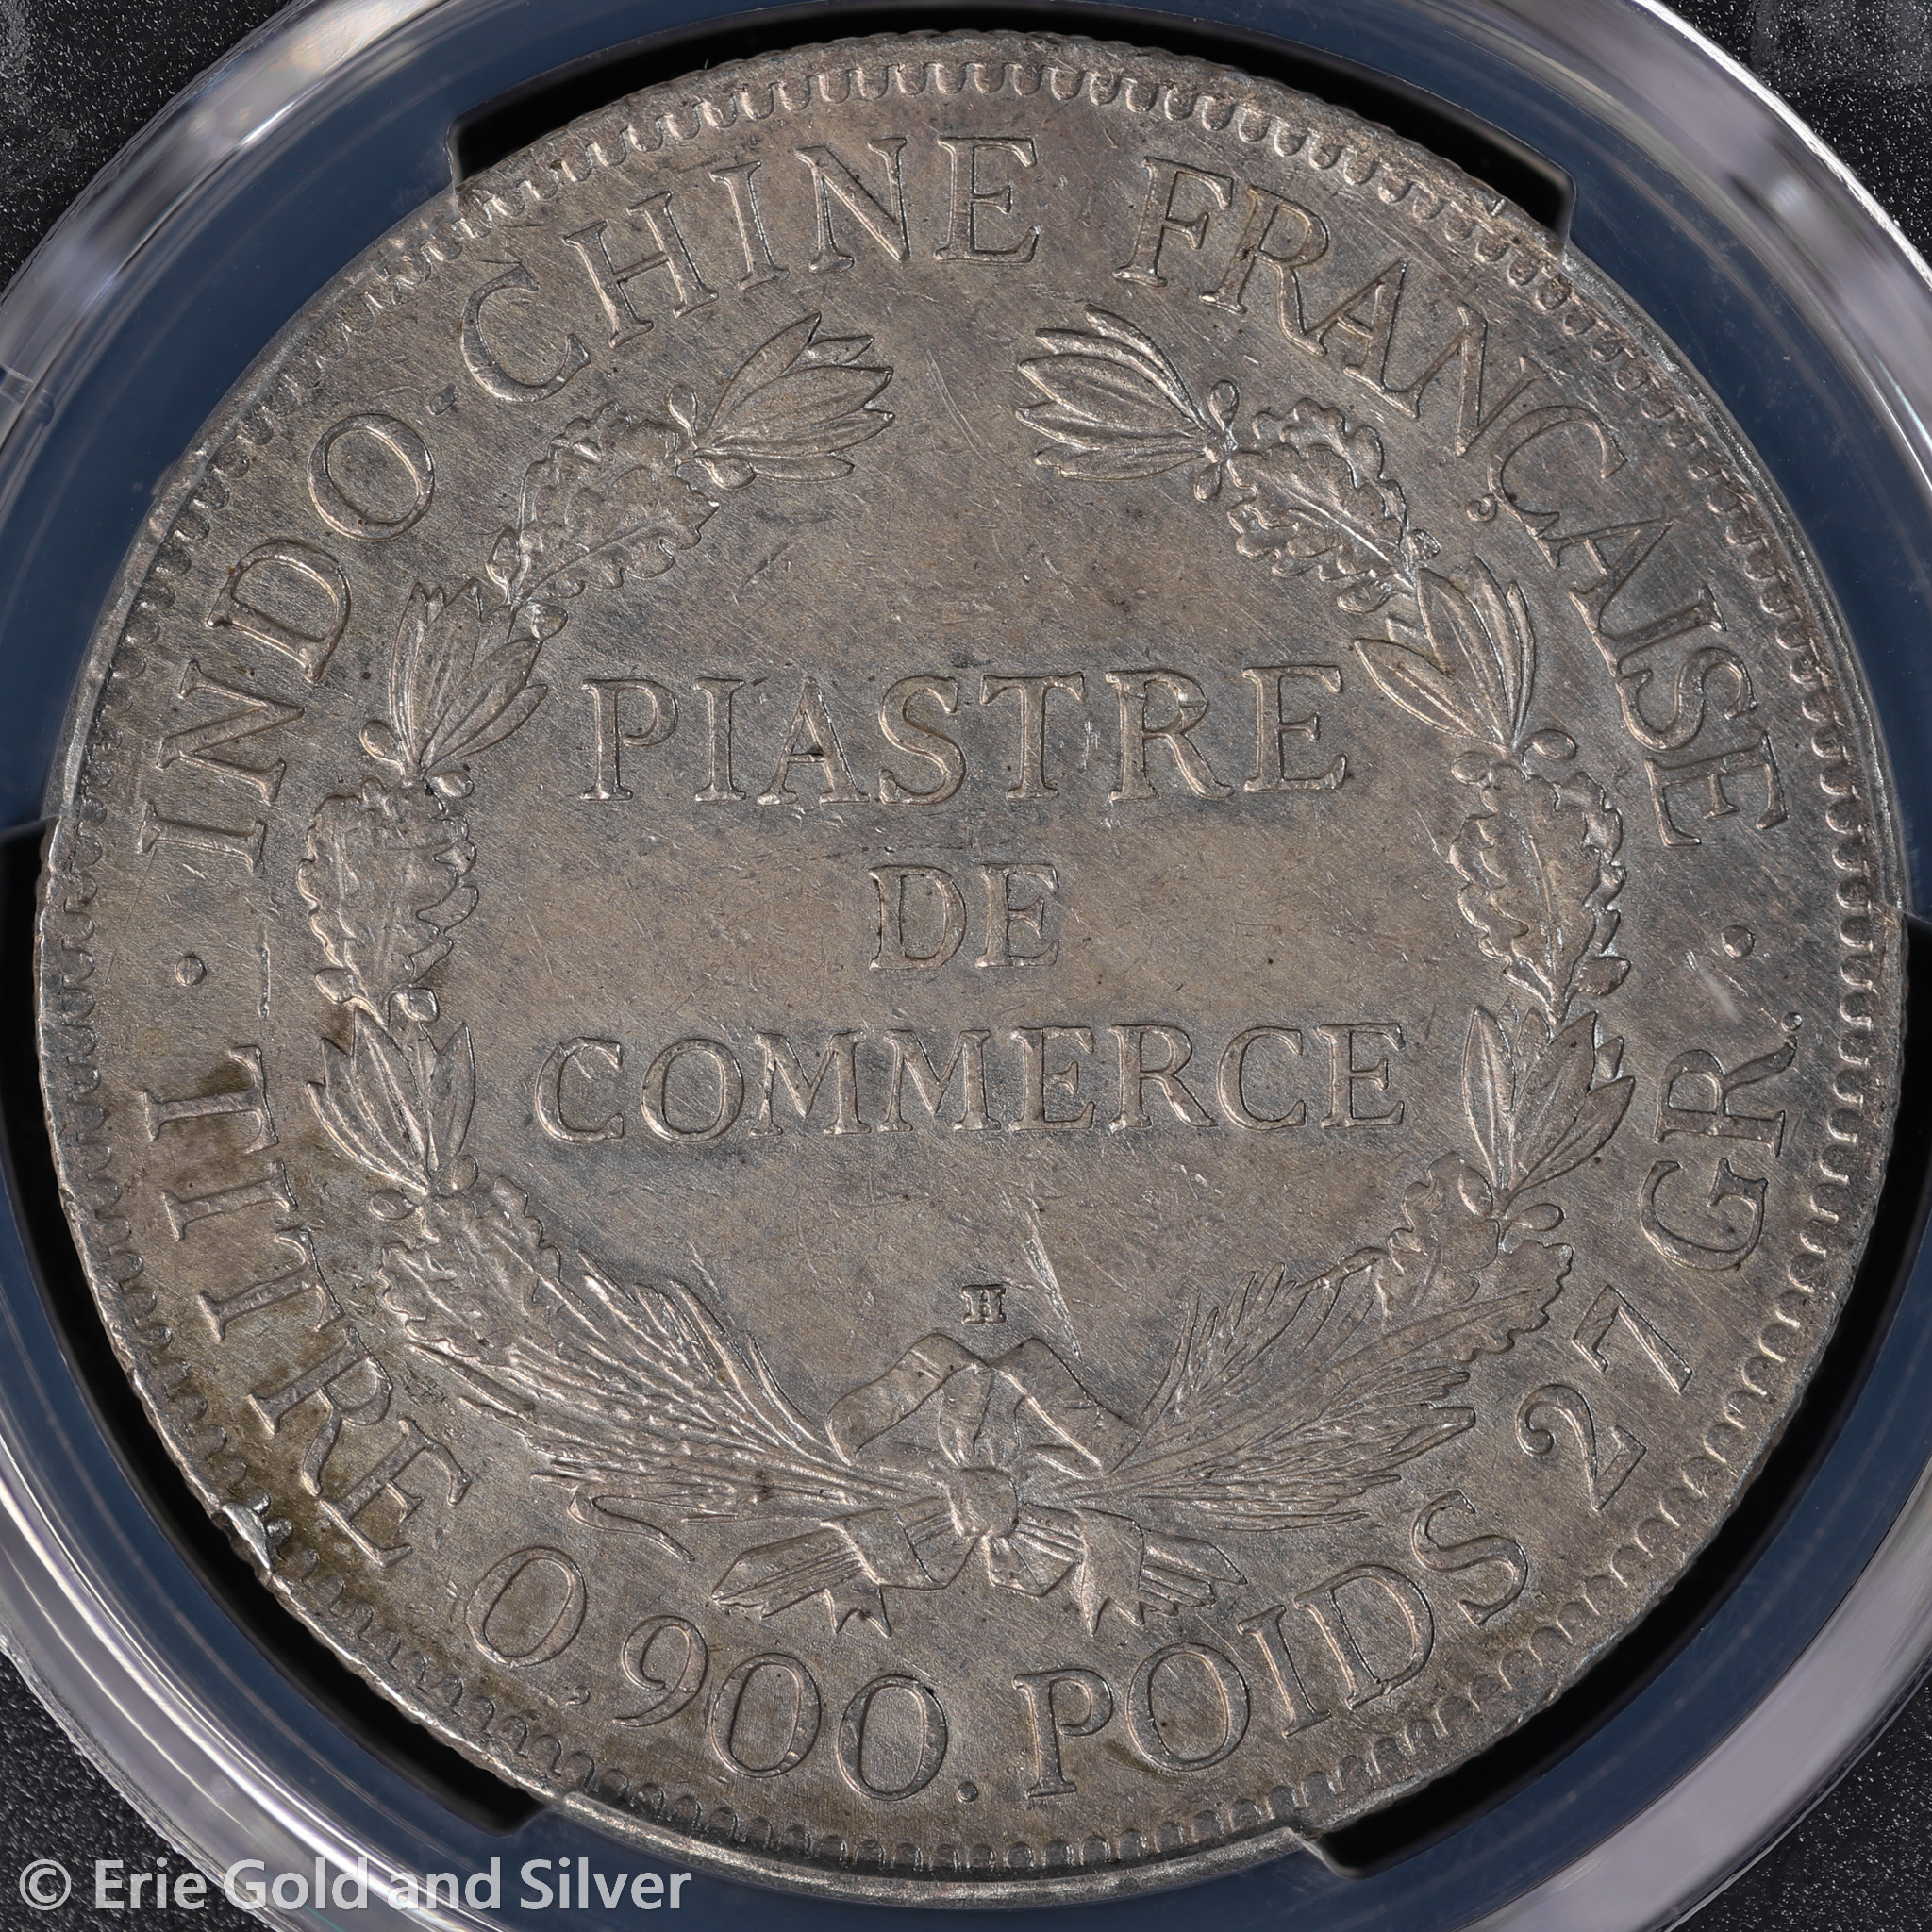 · INDO-CHINE FRANÇAISE ·
PIASTRE
DE
COMMERCE
H
TITRE 0,900. POIDS 27 GR.
© Erie Gold and Silver